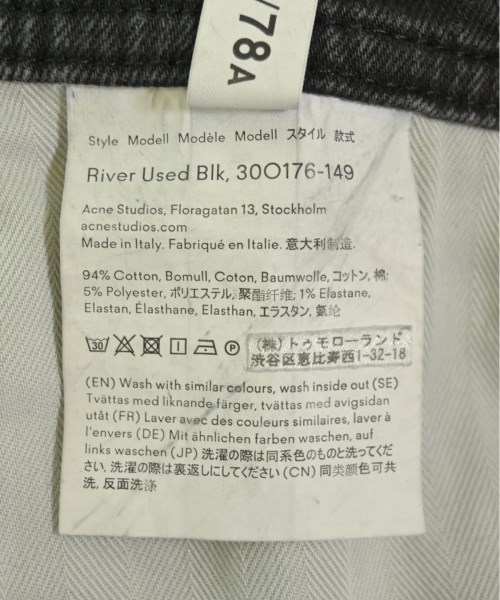 /78A
Style Modell Modèle Modell スタイル 款式
River Used Blk, 30O176-149
Acne Studios, Floragatan 13, Stockholm
acnestudios.com
Made in Italy. Fabriqué en Italie. 意大利制造.
94% Cotton, Bomull, Coton, Baumwolle, コットン, 棉;
5% Polyester, ポリエステル, 聚酯纤维; 1% Elastane,
Elastan, Élasthane, Elasthan, エラスタン, 氨纶
30 P
(株)トゥモローランド
渋谷区恵比寿西1-32-18
(EN) Wash with similar colours, wash inside out (SE)
Tvättas med liknande färger, tvättas med avigsidan
utåt (FR) Laver avec des couleurs similaires, laver à
l'envers (DE) Mit ähnlichen farben waschen, auf
links waschen (JP) 洗濯の際は同系色のものと洗ってくだ
さい. 洗濯の際は裏返しにしてください (CN) 同类颜色可共
洗, 反面洗涤